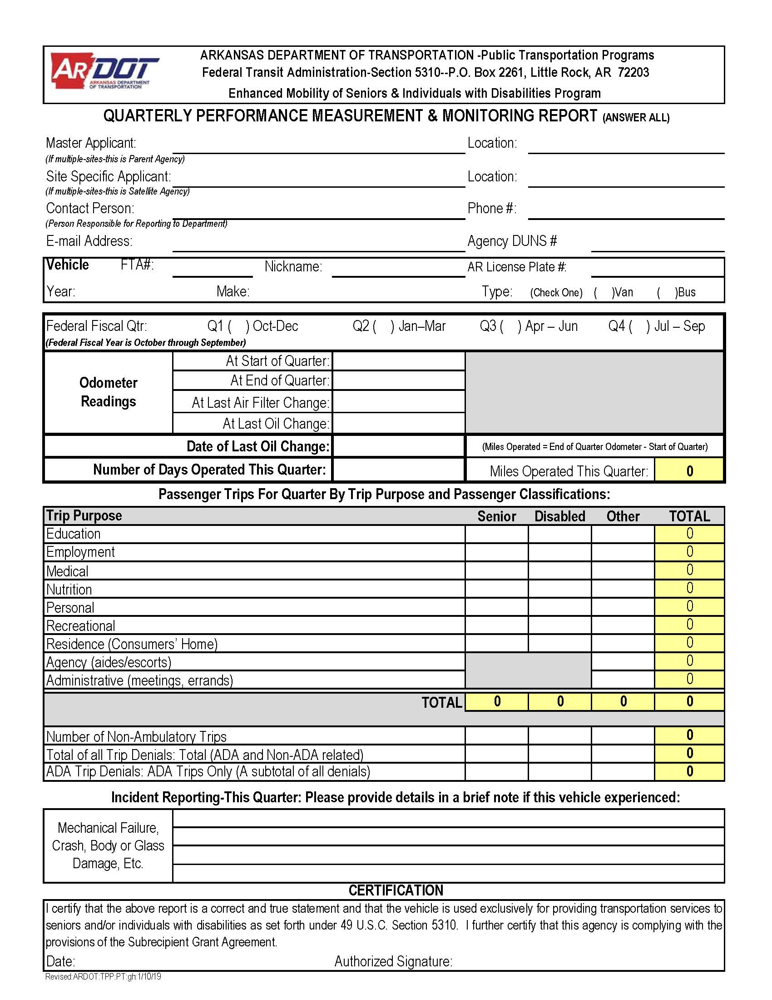 ARDOT
ARKANSAS DEPARTMENT
OF TRANSPORTATION
ARKANSAS DEPARTMENT OF TRANSPORTATION -Public Transportation Programs
Federal Transit Administration-Section 5310--P.O. Box 2261, Little Rock, AR 72203
Enhanced Mobility of Seniors & Individuals with Disabilities Program
QUARTERLY PERFORMANCE MEASUREMENT & MONITORING REPORT (ANSWER ALL)
Master Applicant: Location:
(If multiple-sites-this is Parent Agency)
Site Specific Applicant: Location:
(If multiple-sites-this is Satellite Agency)
Contact Person: Phone #:
(Person Responsible for Reporting to Department)
E-mail Address: Agency DUNS #
Vehicle FTA#: Nickname: AR License Plate #:
Year: Make: Type: (Check One) ( )Van ( )Bus
Federal Fiscal Qtr: Q1 ( ) Oct-Dec Q2 ( ) Jan–Mar Q3 ( ) Apr – Jun Q4 ( ) Jul – Sep
(Federal Fiscal Year is October through September)
Odometer
Readings
At Start of Quarter:
At End of Quarter:
At Last Air Filter Change:
At Last Oil Change:
Date of Last Oil Change: (Miles Operated = End of Quarter Odometer - Start of Quarter)
Number of Days Operated This Quarter: Miles Operated This Quarter: 0
Passenger Trips For Quarter By Trip Purpose and Passenger Classifications:
Trip Purpose Senior Disabled Other TOTAL
Education 0
Employment 0
Medical 0
Nutrition 0
Personal 0
Recreational 0
Residence (Consumers’ Home) 0
Agency (aides/escorts) 0
Administrative (meetings, errands) 0
TOTAL 0 0 0 0
Number of Non-Ambulatory Trips 0
Total of all Trip Denials: Total (ADA and Non-ADA related) 0
ADA Trip Denials: ADA Trips Only (A subtotal of all denials) 0
Incident Reporting-This Quarter: Please provide details in a brief note if this vehicle experienced:
Mechanical Failure,
Crash, Body or Glass
Damage, Etc.
CERTIFICATION
I certify that the above report is a correct and true statement and that the vehicle is used exclusively for providing transportation services to
seniors and/or individuals with disabilities as set forth under 49 U.S.C. Section 5310. I further certify that this agency is complying with the
provisions of the Subrecipient Grant Agreement.
Date: Authorized Signature:
Revised:ARDOT:TPP:PT:gh:1/10/19